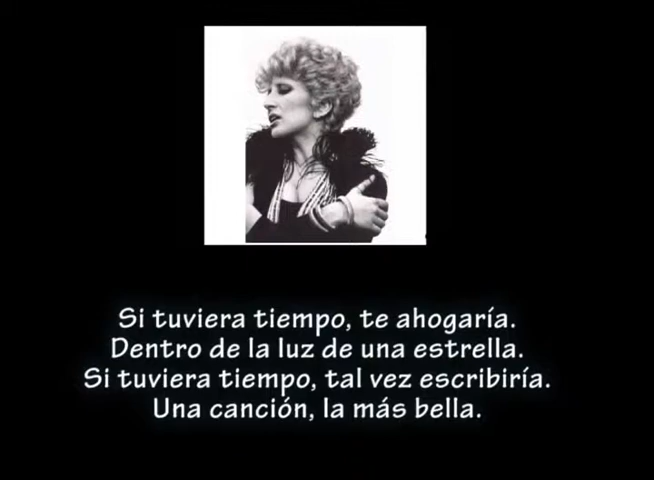 Si tuviera tiempo, te ahogaría.
Dentro de la luz de una estrella.
Si tuviera tiempo, tal vez escribiría.
Una canción, la más bella.